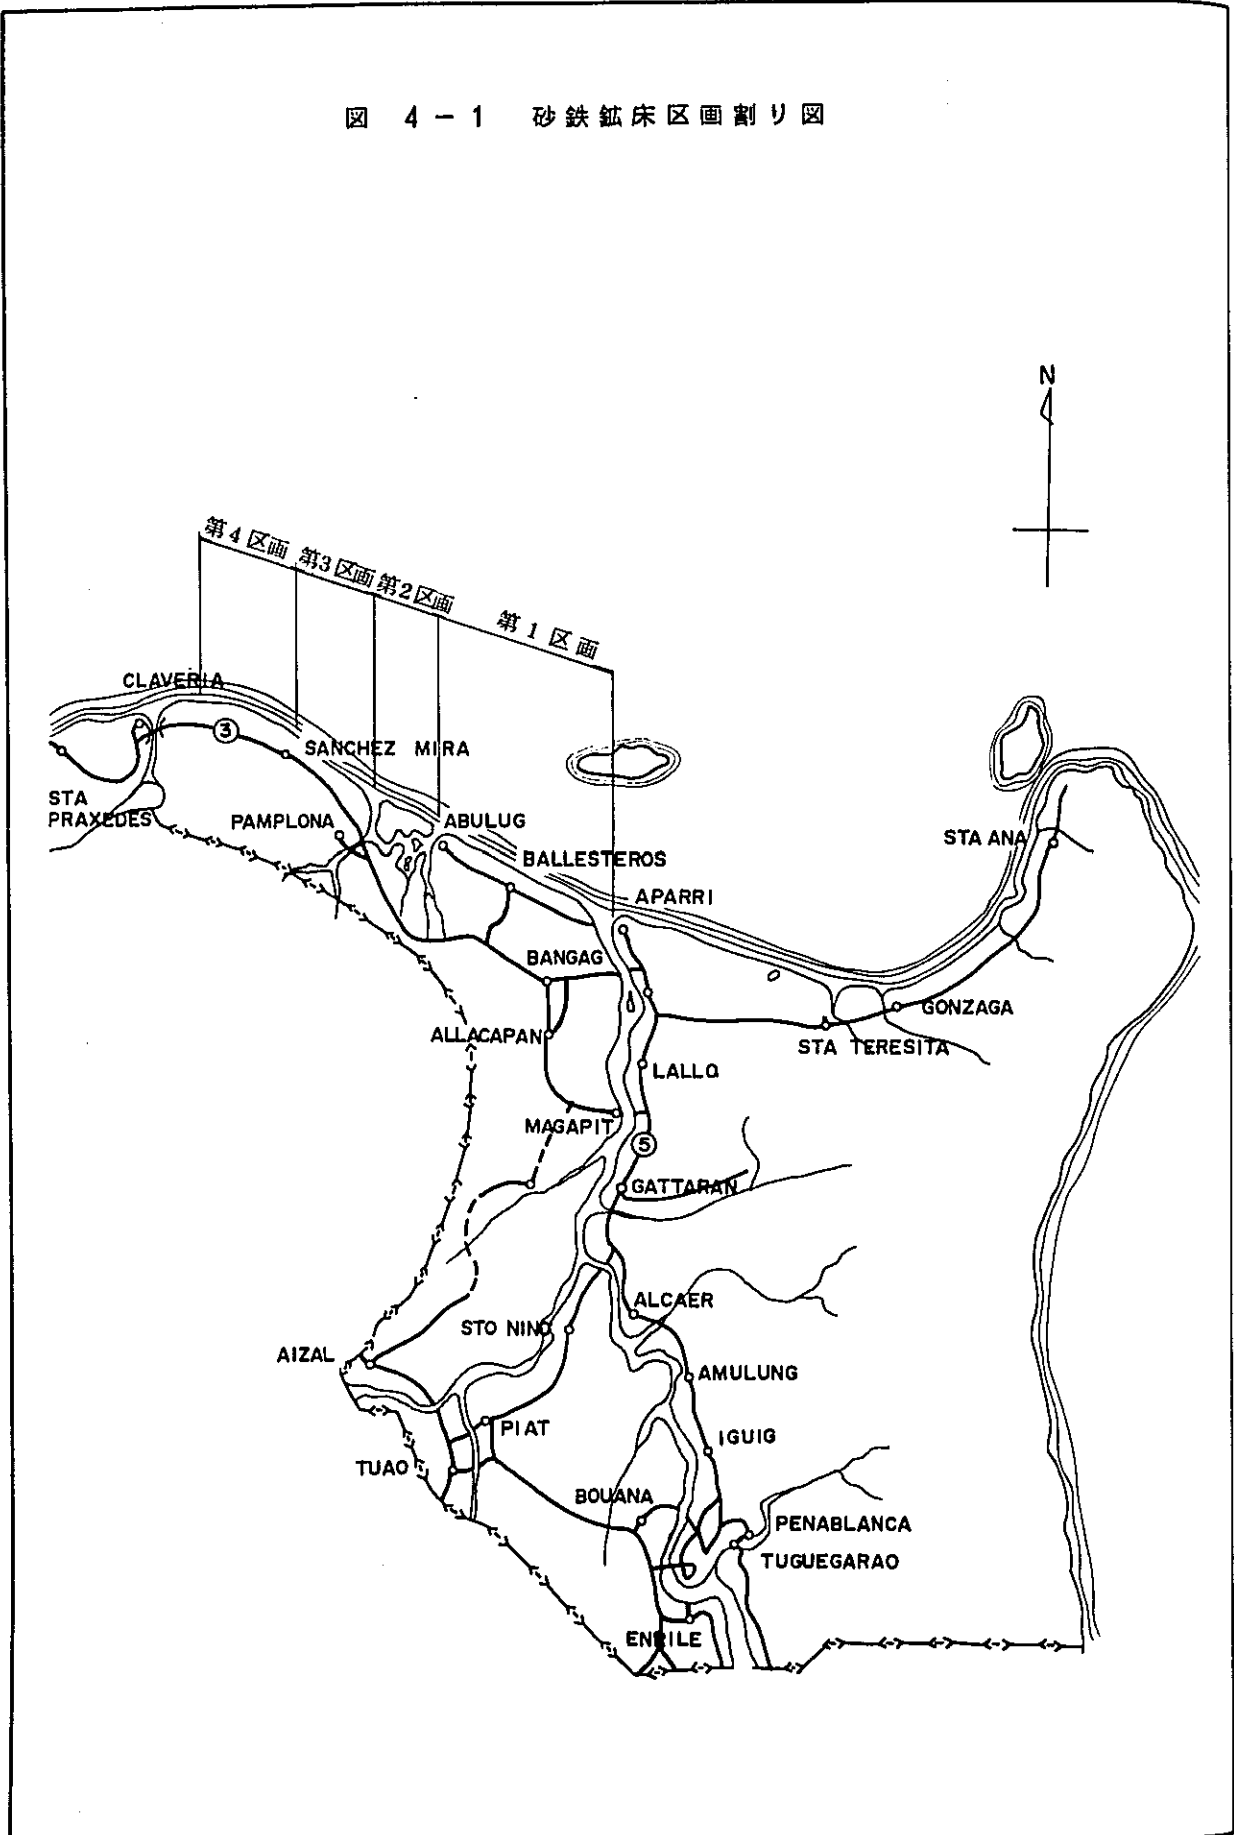 図 4-1 砂鉄鉱床区画割り図
N
第4区画
第3区画
第2区画
第1区画
CLAVERIA
3
SANCHEZ MIRA
STA
PRAXEDES
PAMPLONA
ABULUG
BALLESTEROS
APARRI
STA ANA
BANGAG
GONZAGA
ALLACAPAN
STA TERESITA
LALLO
MAGAPIT
5
GATTARAN
ALCAER
STO NINO
AIZAL
AMULUNG
PIAT
IGUIG
TUAO
BOUANA
PENABLANCA
TUGUEGARAO
ENRILE